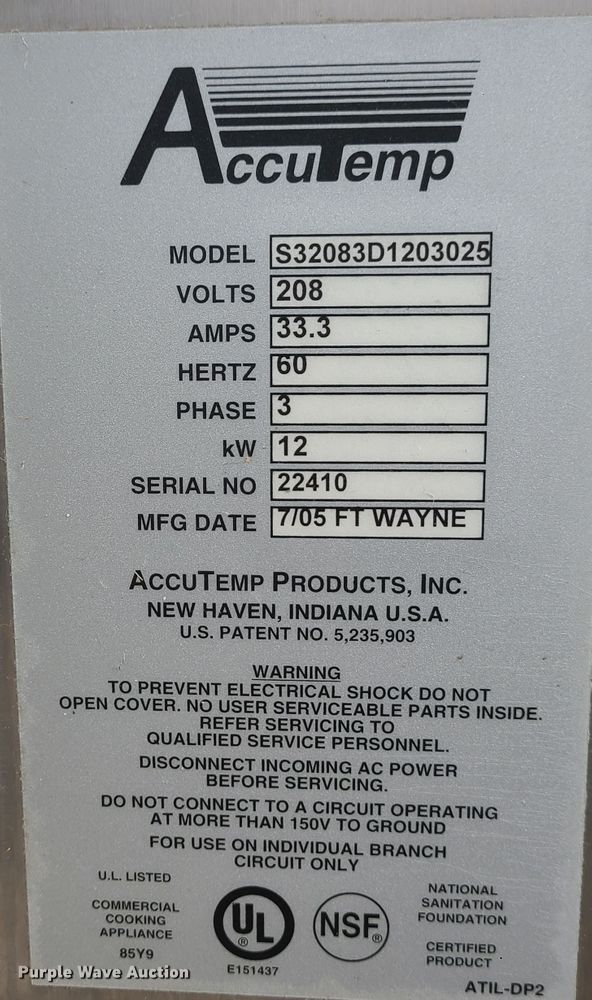 AccuTemp
MODEL S32083D1203025
VOLTS 208
AMPS 33.3
HERTZ 60
PHASE 3
kW 12
SERIAL NO 22410
MFG DATE 7/05 FT WAYNE
ACCUTEMP PRODUCTS, INC.
NEW HAVEN, INDIANA U.S.A.
U.S. PATENT NO. 5,235,903
WARNING
TO PREVENT ELECTRICAL SHOCK DO NOT
OPEN COVER. NO USER SERVICEABLE PARTS INSIDE.
REFER SERVICING TO
QUALIFIED SERVICE PERSONNEL.
DISCONNECT INCOMING AC POWER
BEFORE SERVICING.
DO NOT CONNECT TO A CIRCUIT OPERATING
AT MORE THAN 150V TO GROUND
FOR USE ON INDIVIDUAL BRANCH
CIRCUIT ONLY
U.L. LISTED
COMMERCIAL
COOKING
APPLIANCE
85Y9
UL ®
E151437
NSF ®
NATIONAL
SANITATION
FOUNDATION
CERTIFIED
PRODUCT
ATIL-DP2
Purple Wave Auction